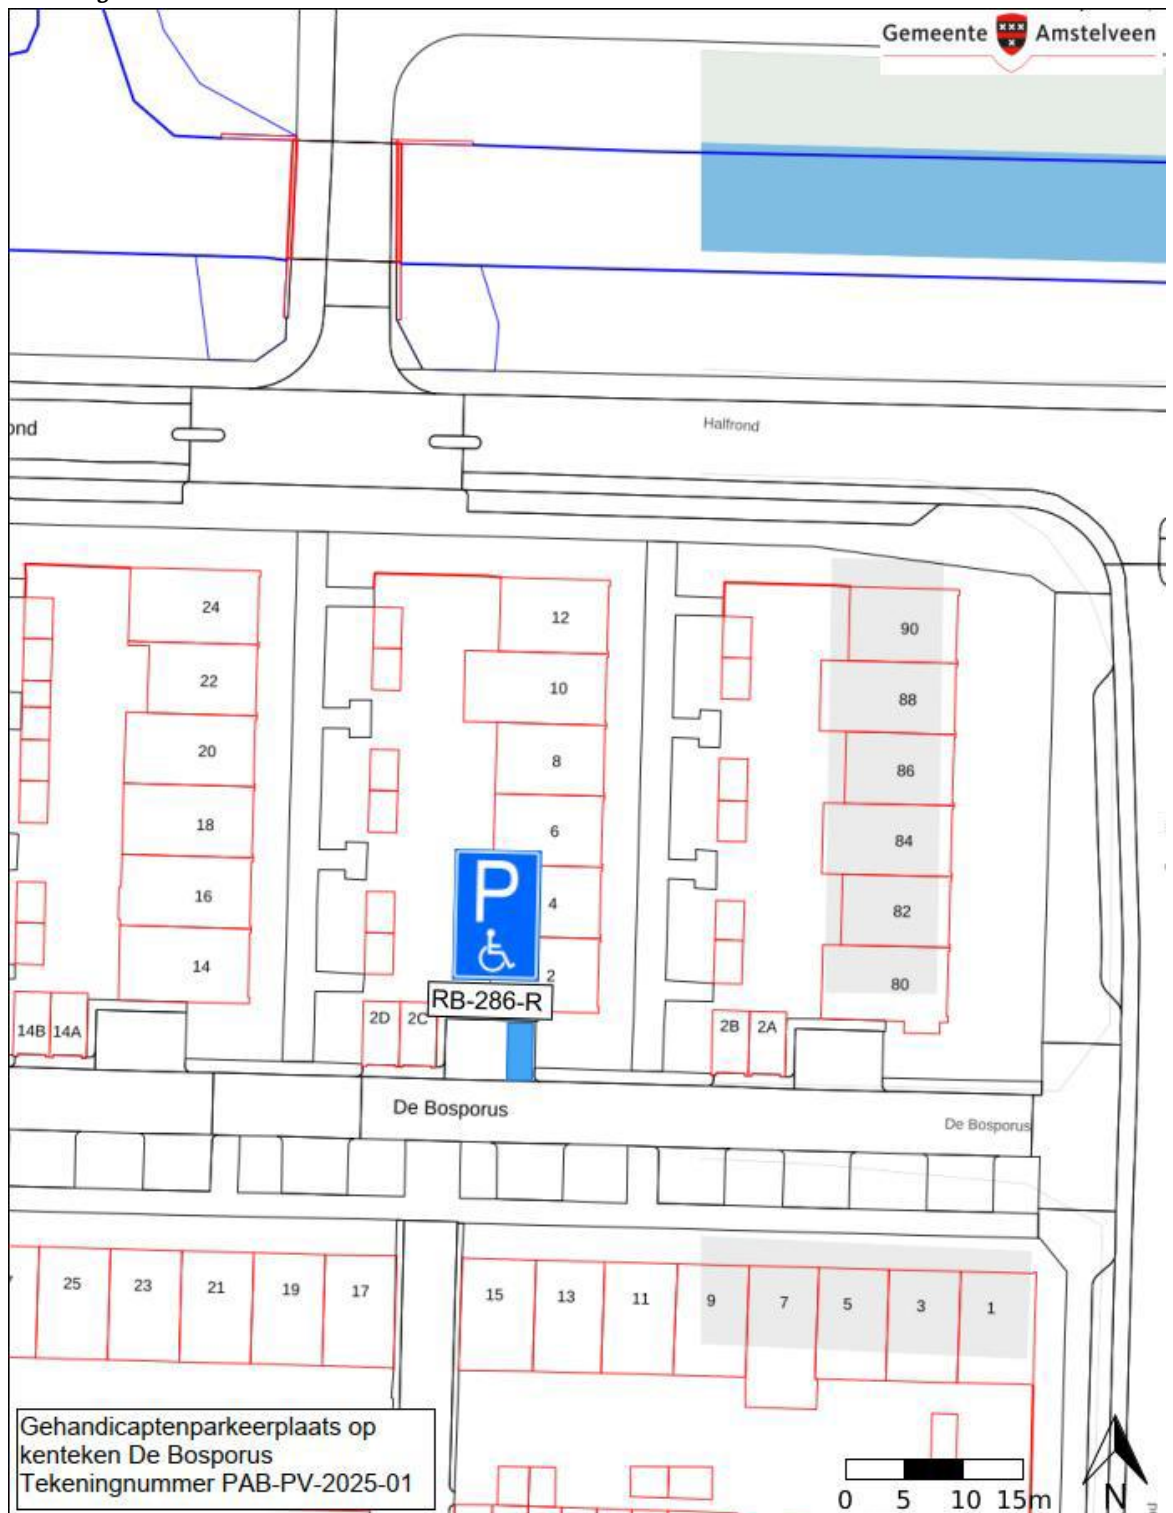 Gemeente Amstelveen
ond
Halfrond
24
12
90
22
10
88
20
8
86
18
6
84
P
16
4
82
14
2
80
RB-286-R
14B 14A
2D 2C
2B 2A
De Bosporus
De Bosporus
25 23 21 19 17
15 13 11 9 7 5 3 1
Gehandicaptenparkeerplaats op
kenteken De Bosporus
Tekeningnummer PAB-PV-2025-01
0 5 10 15m
N